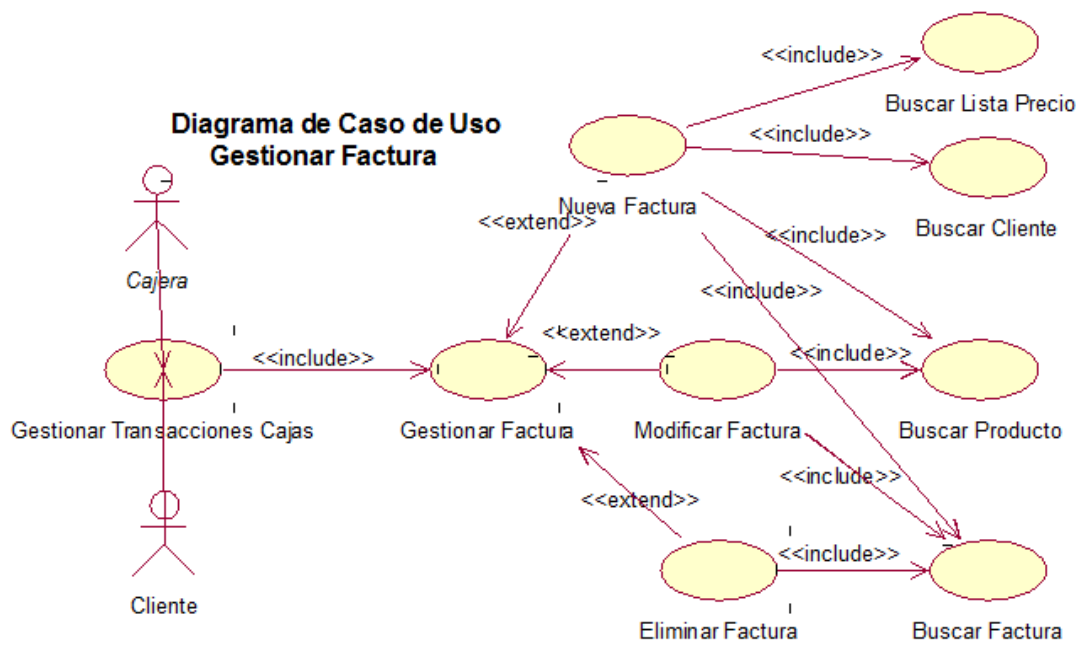 <<include>>
Buscar Lista Precio
Diagrama de Caso de Uso
Gestionar Factura
<<include>>
Nueva Factura
Buscar Cliente
<<extend>>
<<include>>
Cajera
<<include>>
<<include>>
<<extend>>
<<include>>
Gestionar Transacciones Cajas
Gestionar Factura
Modificar Factura
Buscar Producto
<<include>>
<<extend>>
<<include>>
Cliente
Eliminar Factura
Buscar Factura